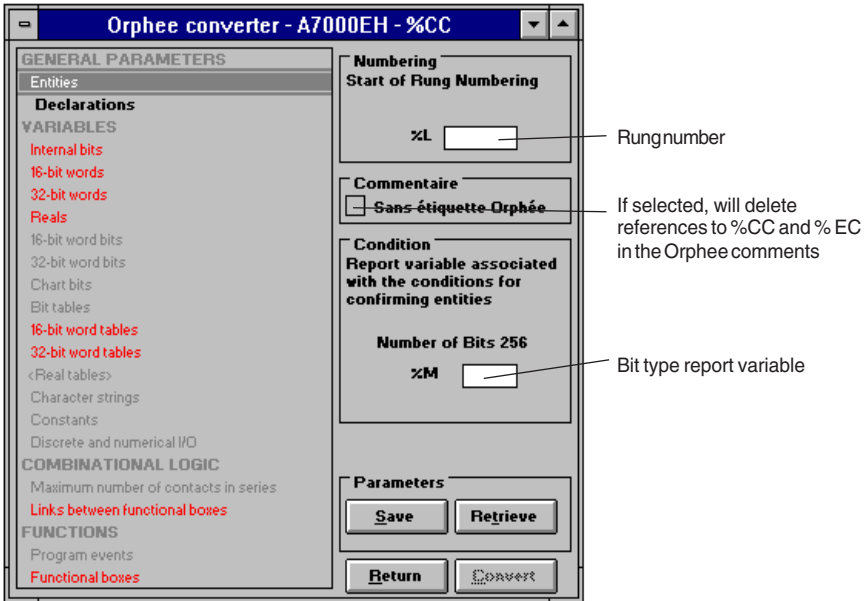 Orphee converter - A7000EH - %CC
GENERAL PARAMETERS
Entities
Declarations
VARIABLES
Internal bits
16-bit words
32-bit words
Reals
16-bit word bits
32-bit word bits
Chart bits
Bit tables
16-bit word tables
32-bit word tables
<Real tables>
Character strings
Constants
Discrete and numerical I/O
COMBINATIONAL LOGIC
Maximum number of contacts in series
Links between functional boxes
FUNCTIONS
Program events
Functional boxes
Numbering
Start of Rung Numbering
%L
Commentaire
Sans étiquette Orphée
Condition
Report variable associated
with the conditions for
confirming entities
Number of Bits 256
%M
Parameters
Save
Retrieve
Return
Convert
Rungnumber
If selected, will delete
references to %CC and % EC
in the Orphee comments
Bit type report variable